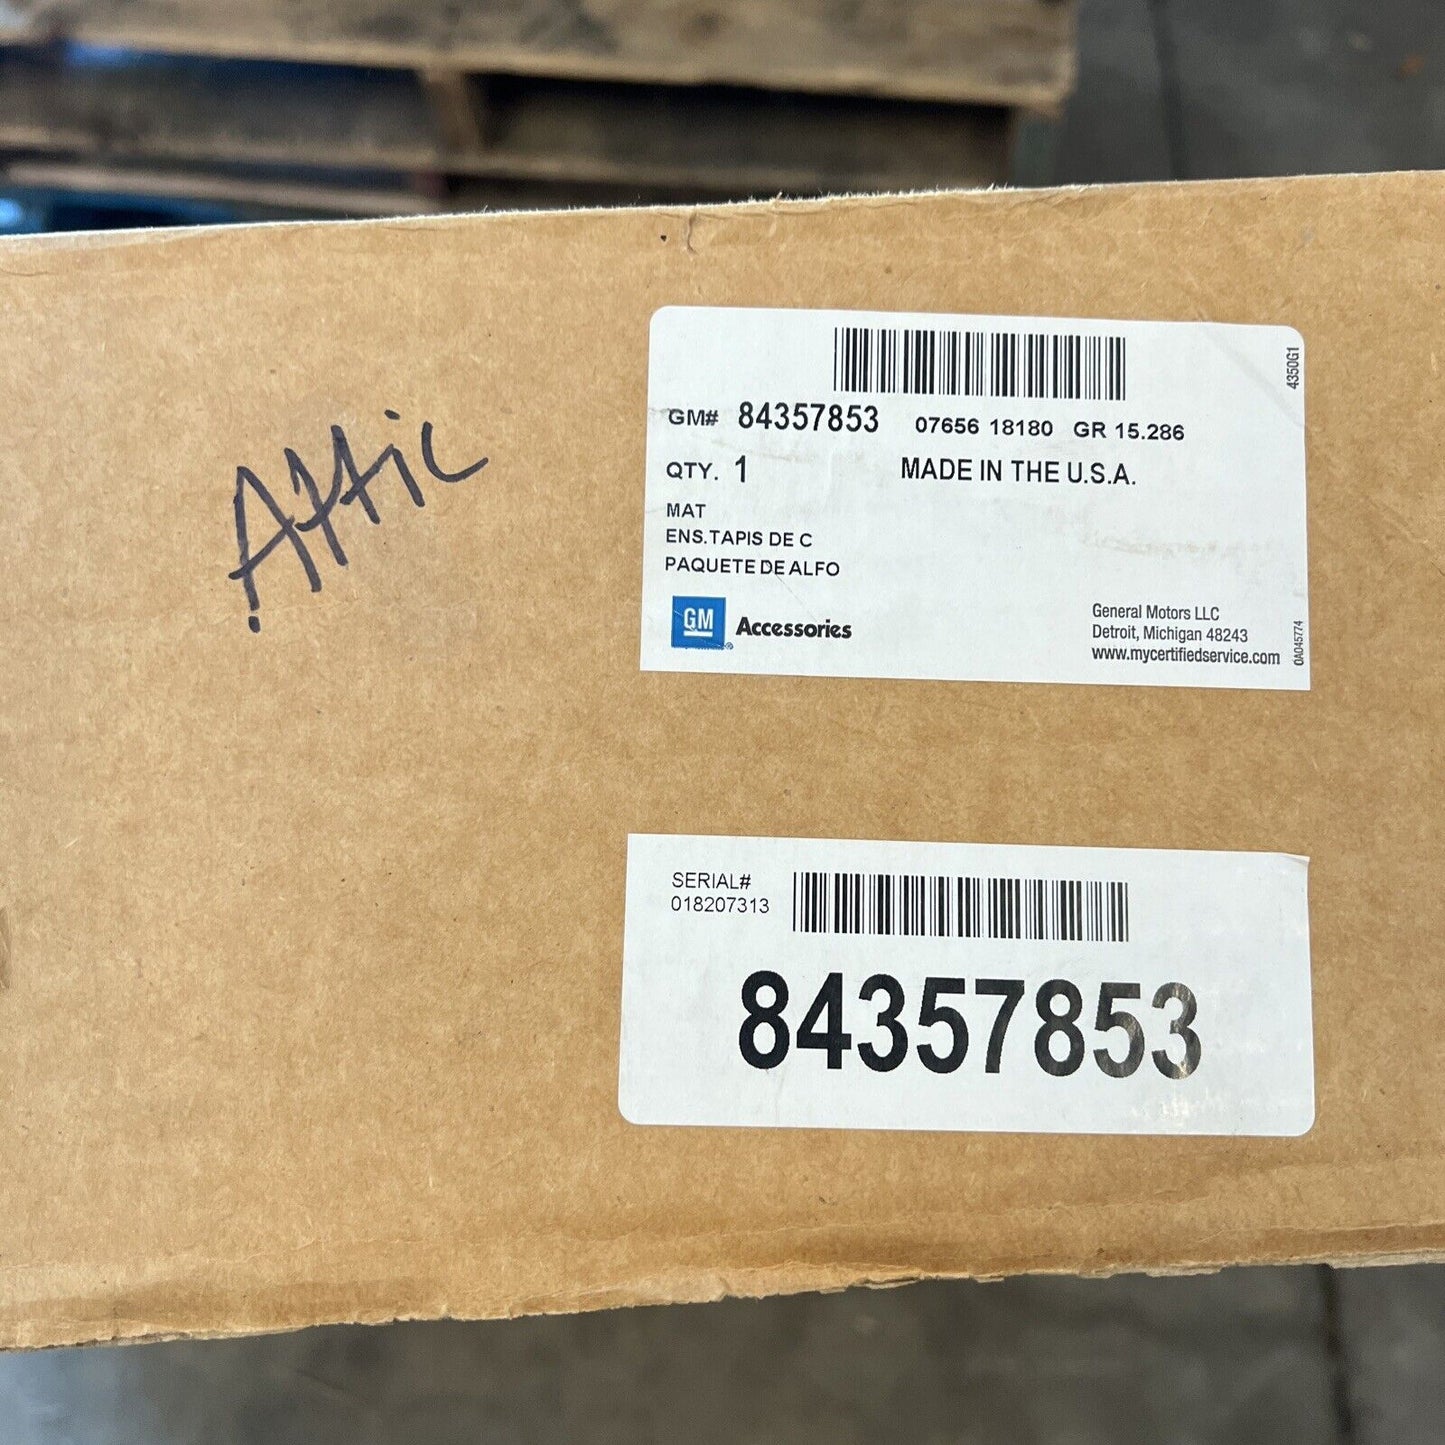 Attic
4350G1
GM# 84357853 07656 18180 GR 15.286
QTY. 1 MADE IN THE U.S.A.
MAT
ENS.TAPIS DE C
PAQUETE DE ALFO
GM Accessories
General Motors LLC
Detroit, Michigan 48243
www.mycertifiedservice.com
0A045774
SERIAL#
018207313
84357853